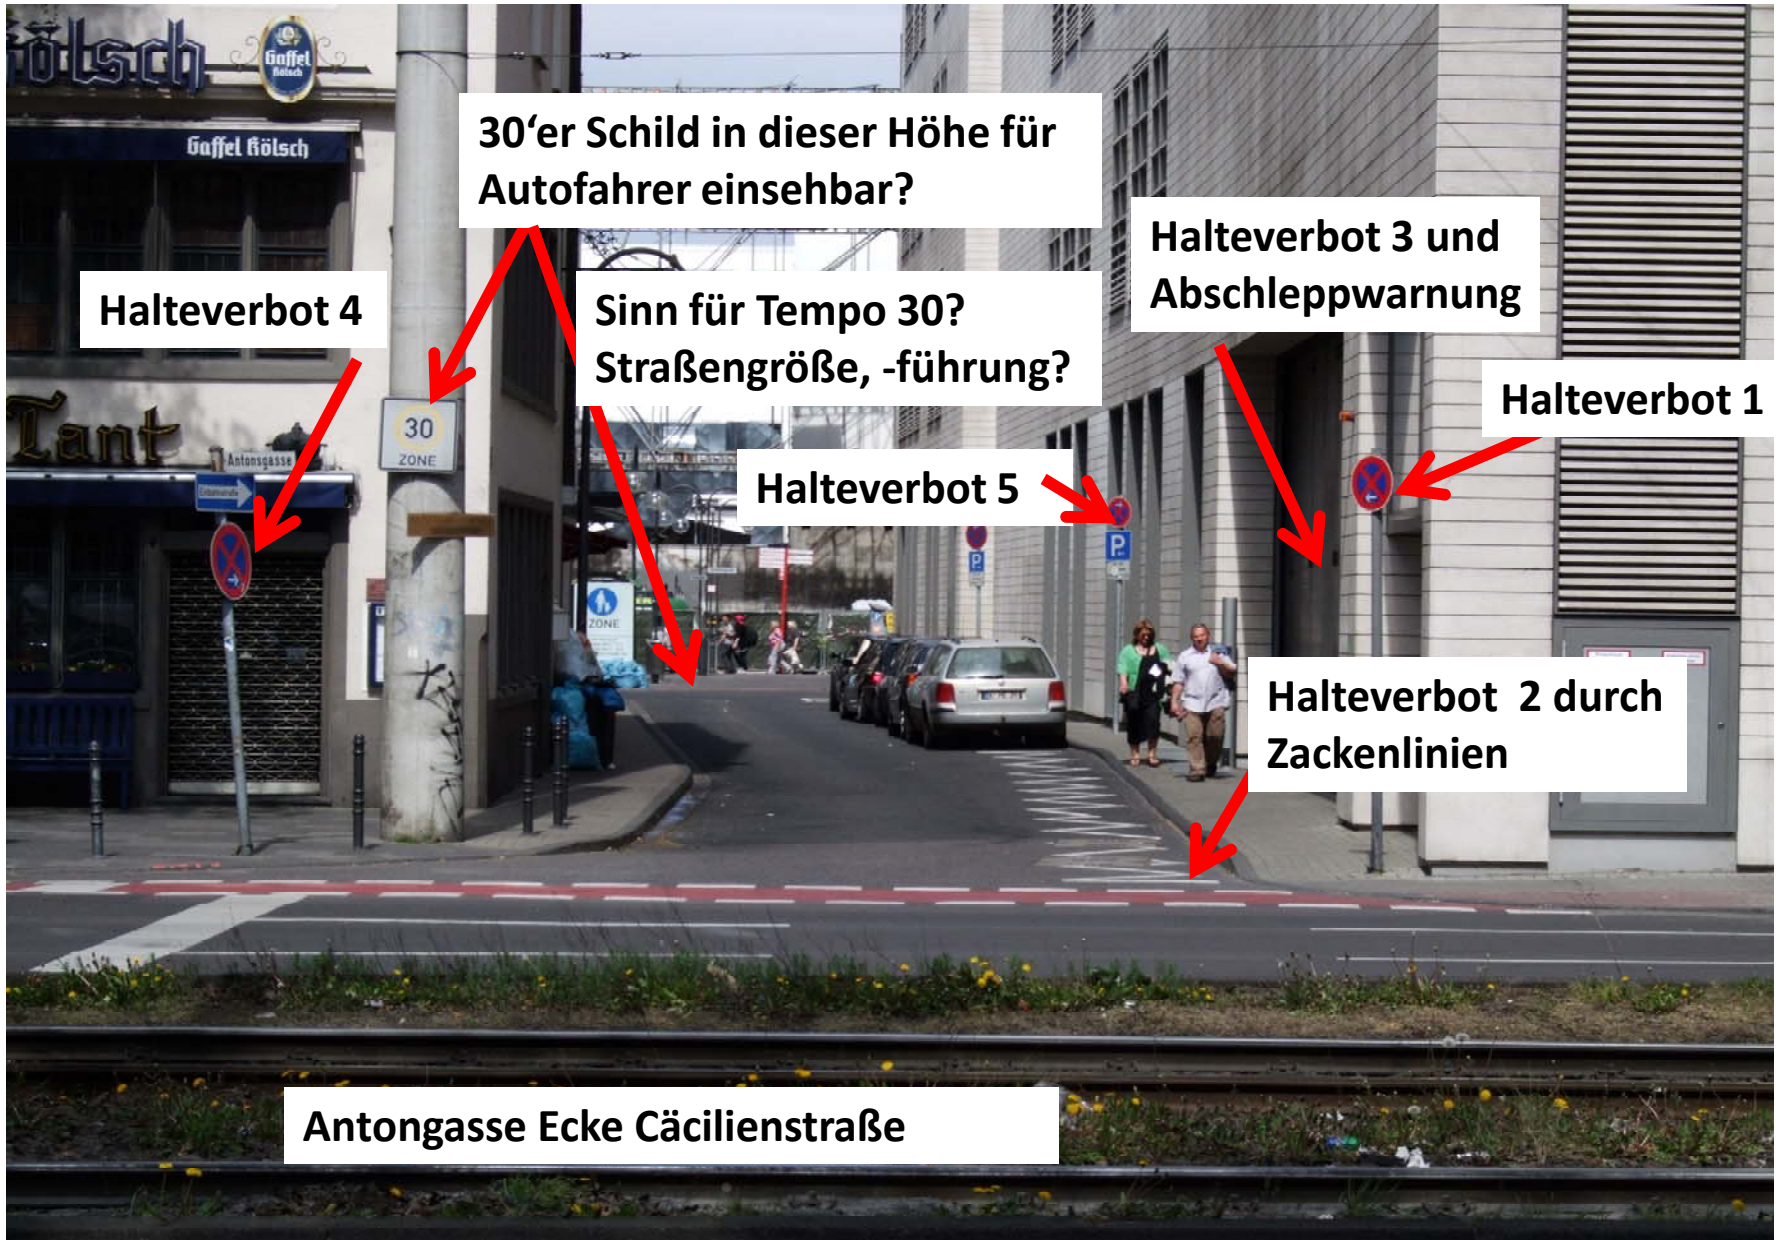 ölsch
Gaffel
Kölsch
Gaffel Kölsch
30‘er Schild in dieser Höhe für
Autofahrer einsehbar?
Halteverbot 3 und
Abschleppwarnung
Halteverbot 4
Sinn für Tempo 30?
Straßengröße, -führung?
Halteverbot 1
Tant
30
ZONE
Antonsgasse
Einbahnstraße
Halteverbot 5
P
P
ZONE
Halteverbot 2 durch
Zackenlinien
Antongasse Ecke Cäcilienstraße